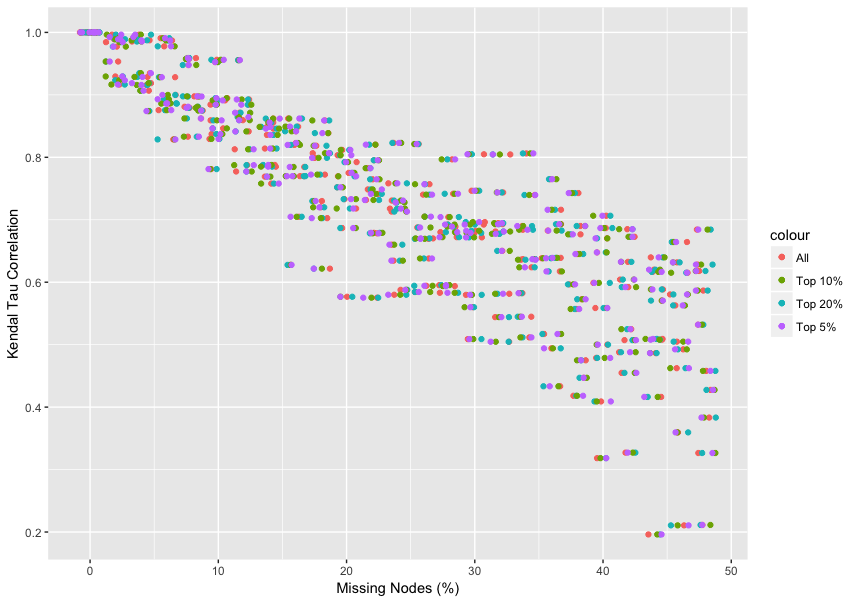 1.0
0.8
0.6
0.4
0.2
Kendal Tau Correlation
0 10 20 30 40 50
Missing Nodes (%)
colour
All
Top 10%
Top 20%
Top 5%